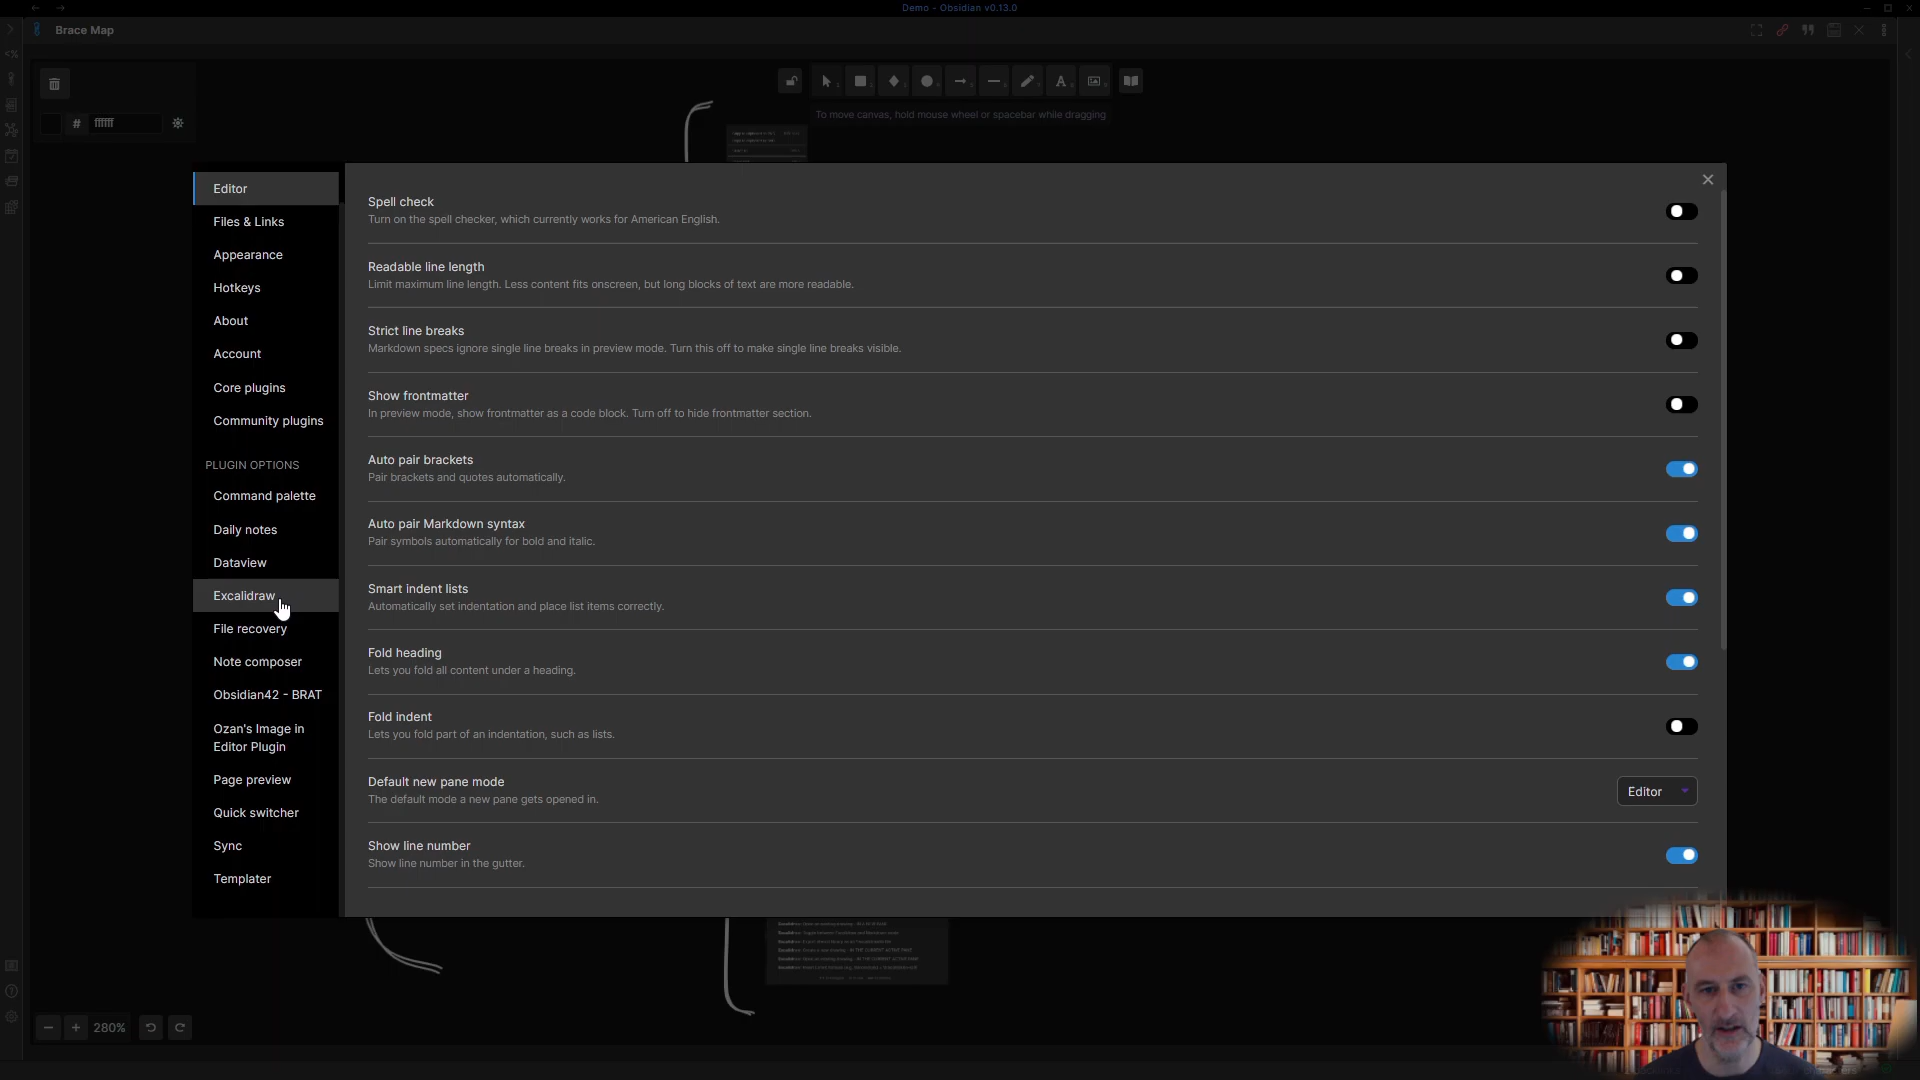 Demo - Obsidian v0.13.0
Brace Map
# ffffff
To move canvas, hold mouse wheel or spacebar while dragging
Editor
Files & Links
Appearance
Hotkeys
About
Account
Core plugins
Community plugins
PLUGIN OPTIONS
Command palette
Daily notes
Dataview
Excalidraw
File recovery
Note composer
Obsidian42 - BRAT
Ozan's Image in
Editor Plugin
Page preview
Quick switcher
Sync
Templater
Spell check
Turn on the spell checker, which currently works for American English.
Readable line length
Limit maximum line length. Less content fits onscreen, but long blocks of text are more readable.
Strict line breaks
Markdown specs ignore single line breaks in preview mode. Turn this off to make single line breaks visible.
Show frontmatter
In preview mode, show frontmatter as a code block. Turn off to hide frontmatter section.
Auto pair brackets
Pair brackets and quotes automatically.
Auto pair Markdown syntax
Pair symbols automatically for bold and italic.
Smart indent lists
Automatically set indentation and place list items correctly.
Fold heading
Lets you fold all content under a heading.
Fold indent
Lets you fold part of an indentation, such as lists.
Default new pane mode
The default mode a new pane gets opened in.
Editor
Show line number
Show line number in the gutter.
280%